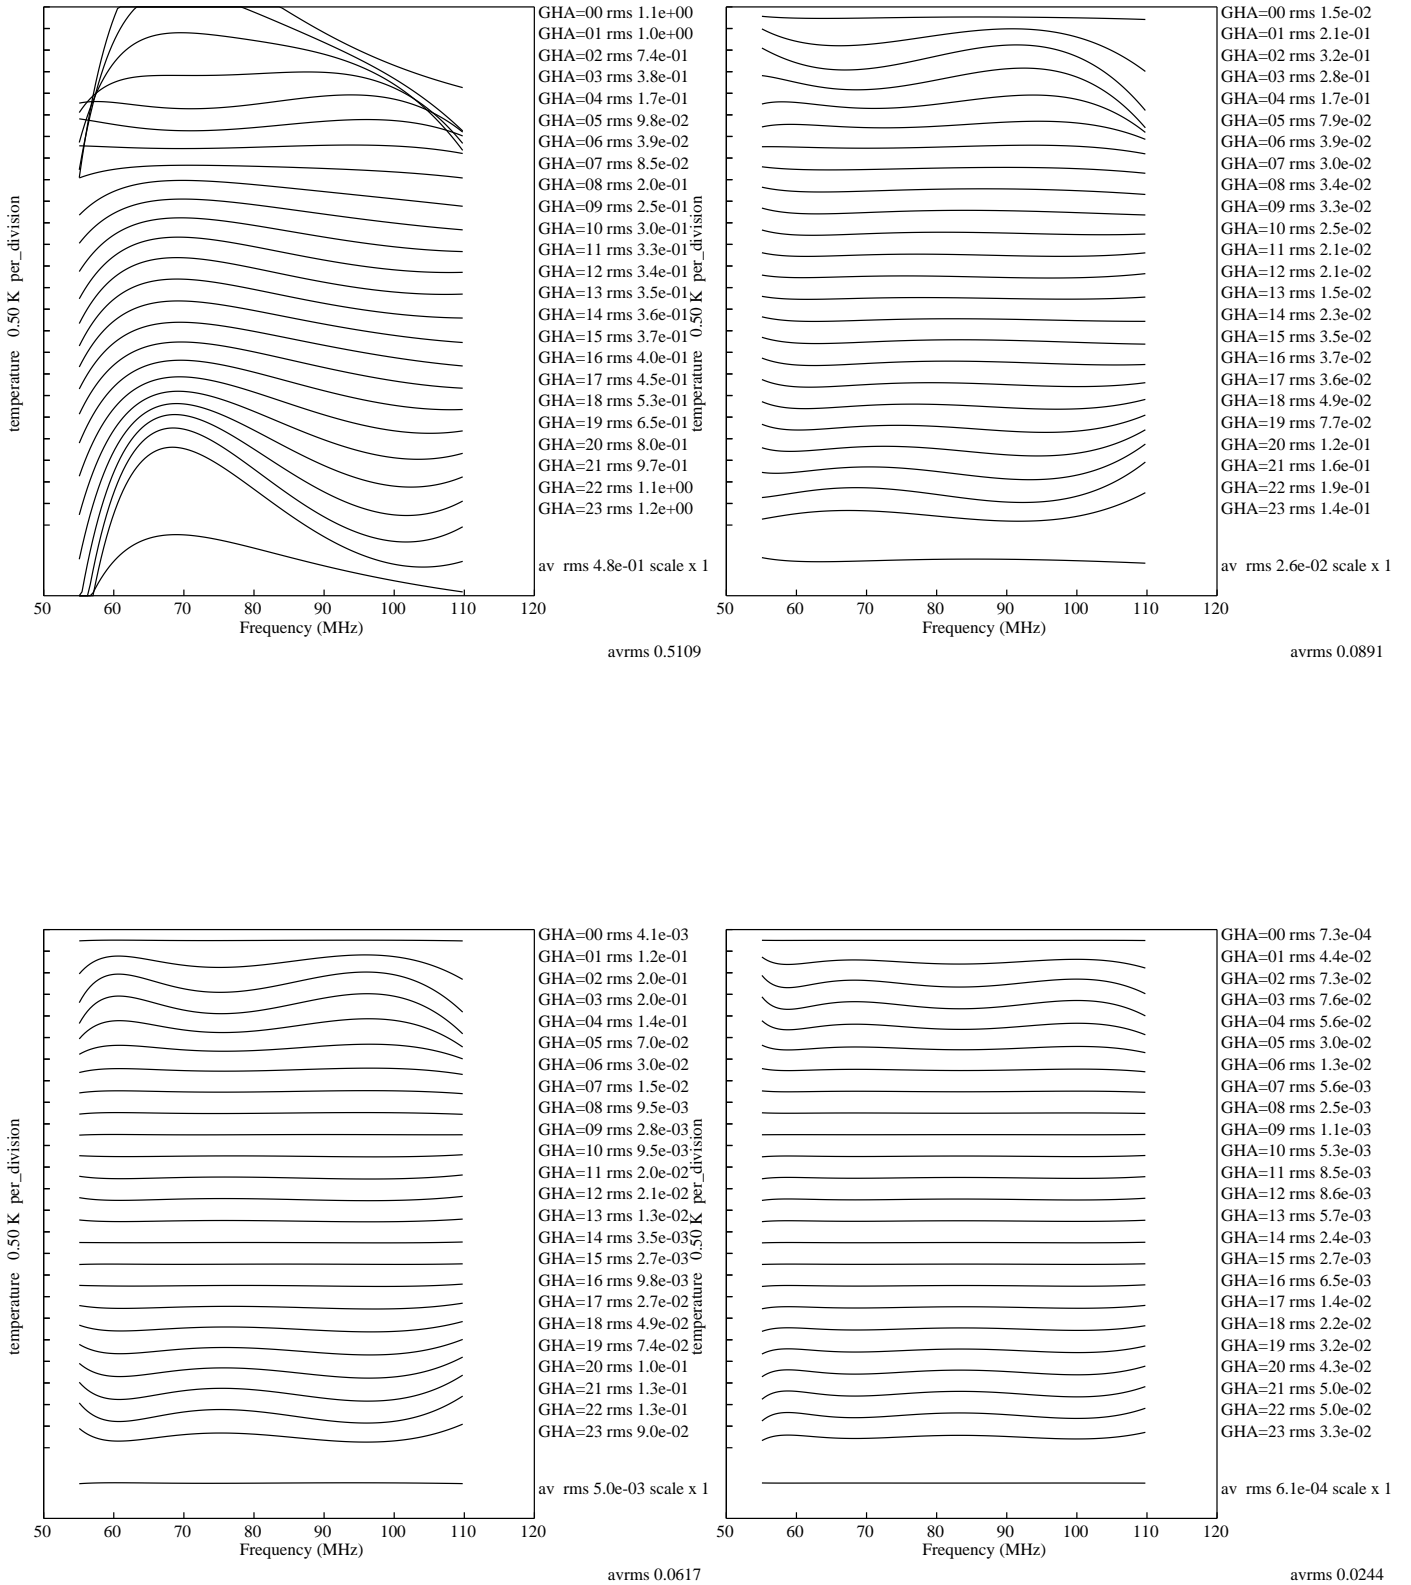 GHA=00 rms 1.1e+00
GHA=01 rms 1.0e+00
GHA=02 rms 7.4e-01
GHA=03 rms 3.8e-01
GHA=04 rms 1.7e-01
GHA=05 rms 9.8e-02
GHA=06 rms 3.9e-02
GHA=07 rms 8.5e-02
GHA=08 rms 2.0e-01
GHA=09 rms 2.5e-01
GHA=10 rms 3.0e-01
GHA=11 rms 3.3e-01
GHA=12 rms 3.4e-01
GHA=13 rms 3.5e-01
GHA=14 rms 3.6e-01
GHA=15 rms 3.7e-01
GHA=16 rms 4.0e-01
GHA=17 rms 4.5e-01
GHA=18 rms 5.3e-01
GHA=19 rms 6.5e-01
GHA=20 rms 8.0e-01
GHA=21 rms 9.7e-01
GHA=22 rms 1.1e+00
GHA=23 rms 1.2e+00
av rms 4.8e-01 scale x 1
temperature 0.50 K per_division
50 60 70 80 90 100 110 120
Frequency (MHz)
avrms 0.5109
GHA=00 rms 1.5e-02
GHA=01 rms 2.1e-01
GHA=02 rms 3.2e-01
GHA=03 rms 2.8e-01
GHA=04 rms 1.7e-01
GHA=05 rms 7.9e-02
GHA=06 rms 3.9e-02
GHA=07 rms 3.0e-02
GHA=08 rms 3.4e-02
GHA=09 rms 3.3e-02
GHA=10 rms 2.5e-02
GHA=11 rms 2.1e-02
GHA=12 rms 2.1e-02
GHA=13 rms 1.5e-02
GHA=14 rms 2.3e-02
GHA=15 rms 3.5e-02
GHA=16 rms 3.7e-02
GHA=17 rms 3.6e-02
GHA=18 rms 4.9e-02
GHA=19 rms 7.7e-02
GHA=20 rms 1.2e-01
GHA=21 rms 1.6e-01
GHA=22 rms 1.9e-01
GHA=23 rms 1.4e-01
av rms 2.6e-02 scale x 1
temperature 0.50 K per_division
50 60 70 80 90 100 110 120
Frequency (MHz)
avrms 0.0891
GHA=00 rms 4.1e-03
GHA=01 rms 1.2e-01
GHA=02 rms 2.0e-01
GHA=03 rms 2.0e-01
GHA=04 rms 1.4e-01
GHA=05 rms 7.0e-02
GHA=06 rms 3.0e-02
GHA=07 rms 1.5e-02
GHA=08 rms 9.5e-03
GHA=09 rms 2.8e-03
GHA=10 rms 9.5e-03
GHA=11 rms 2.0e-02
GHA=12 rms 2.1e-02
GHA=13 rms 1.3e-02
GHA=14 rms 3.5e-03
GHA=15 rms 2.7e-03
GHA=16 rms 9.8e-03
GHA=17 rms 2.7e-02
GHA=18 rms 4.9e-02
GHA=19 rms 7.4e-02
GHA=20 rms 1.0e-01
GHA=21 rms 1.3e-01
GHA=22 rms 1.3e-01
GHA=23 rms 9.0e-02
av rms 5.0e-03 scale x 1
temperature 0.50 K per_division
50 60 70 80 90 100 110 120
Frequency (MHz)
avrms 0.0617
GHA=00 rms 7.3e-04
GHA=01 rms 4.4e-02
GHA=02 rms 7.3e-02
GHA=03 rms 7.6e-02
GHA=04 rms 5.6e-02
GHA=05 rms 3.0e-02
GHA=06 rms 1.3e-02
GHA=07 rms 5.6e-03
GHA=08 rms 2.5e-03
GHA=09 rms 1.1e-03
GHA=10 rms 5.3e-03
GHA=11 rms 8.5e-03
GHA=12 rms 8.6e-03
GHA=13 rms 5.7e-03
GHA=14 rms 2.4e-03
GHA=15 rms 2.7e-03
GHA=16 rms 6.5e-03
GHA=17 rms 1.4e-02
GHA=18 rms 2.2e-02
GHA=19 rms 3.2e-02
GHA=20 rms 4.3e-02
GHA=21 rms 5.0e-02
GHA=22 rms 5.0e-02
GHA=23 rms 3.3e-02
av rms 6.1e-04 scale x 1
temperature 0.50 K per_division
50 60 70 80 90 100 110 120
Frequency (MHz)
avrms 0.0244